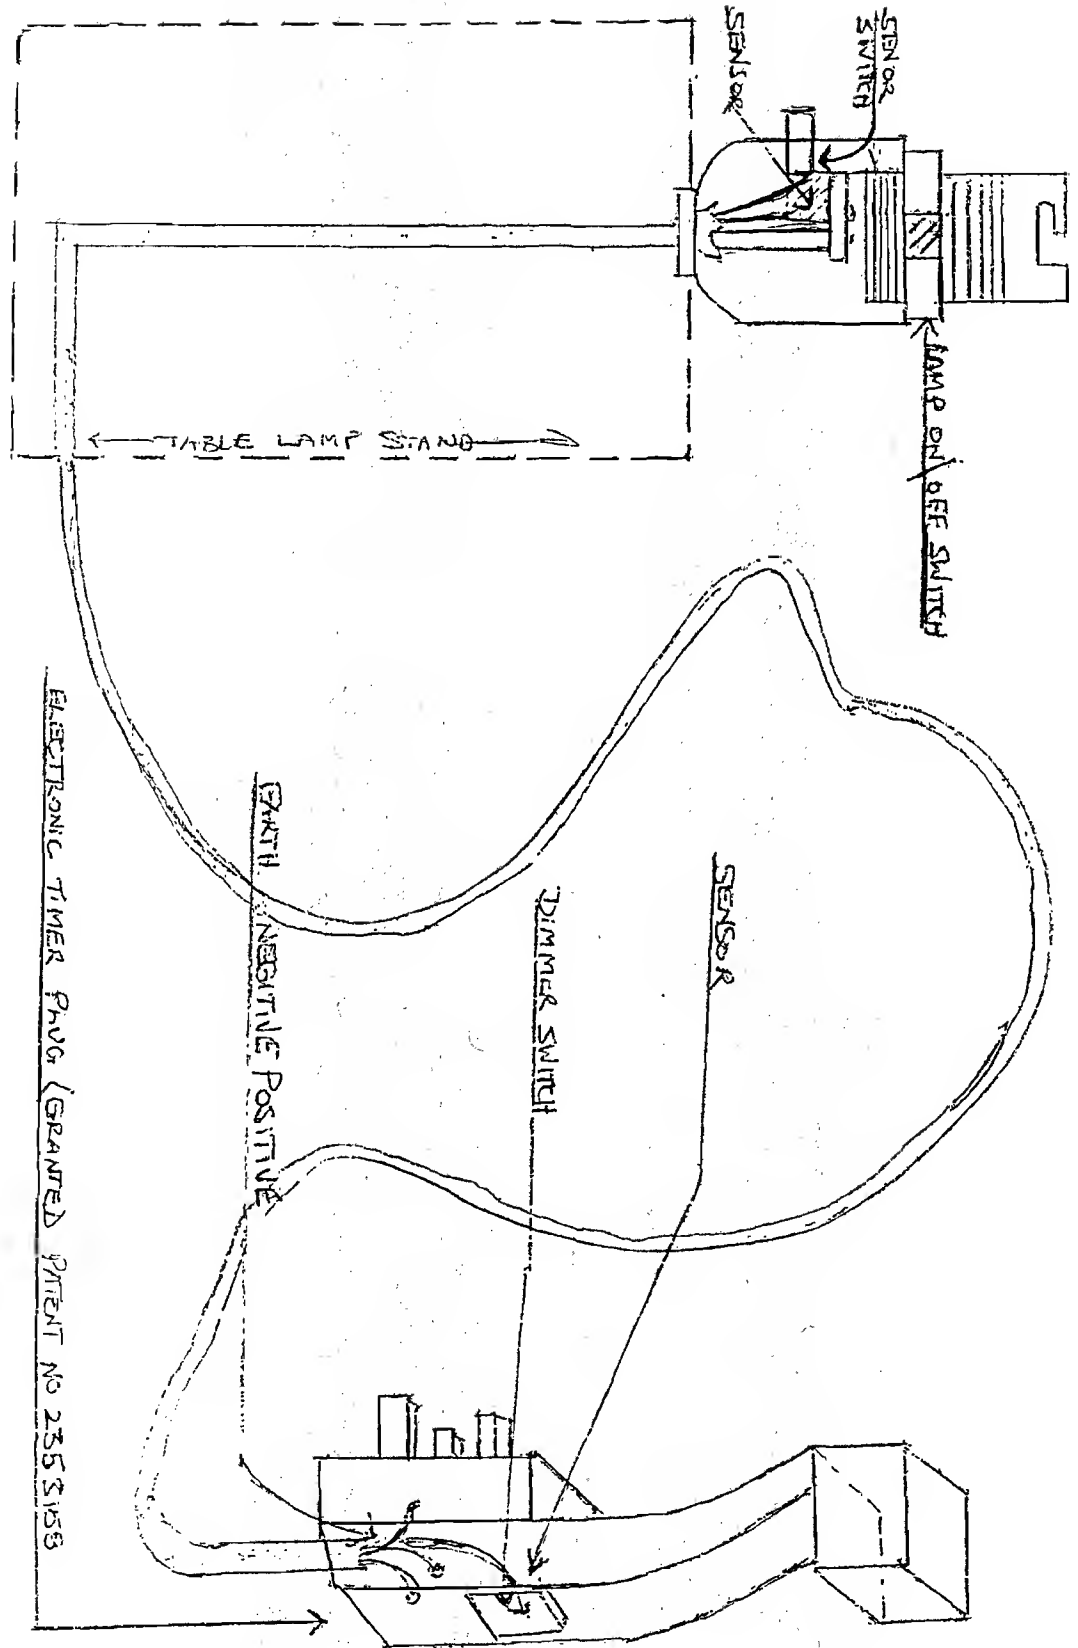 SENOR
SWITCH
SENSOR
LAMP ON/OFF SWITCH
TABLE LAMP STAND
SENSOR
DIMMER SWITCH
EARTH NEGITIVE POSITIVE
ELECTRONIC TIMER PLUG (GRANTED PATENT NO 2353158